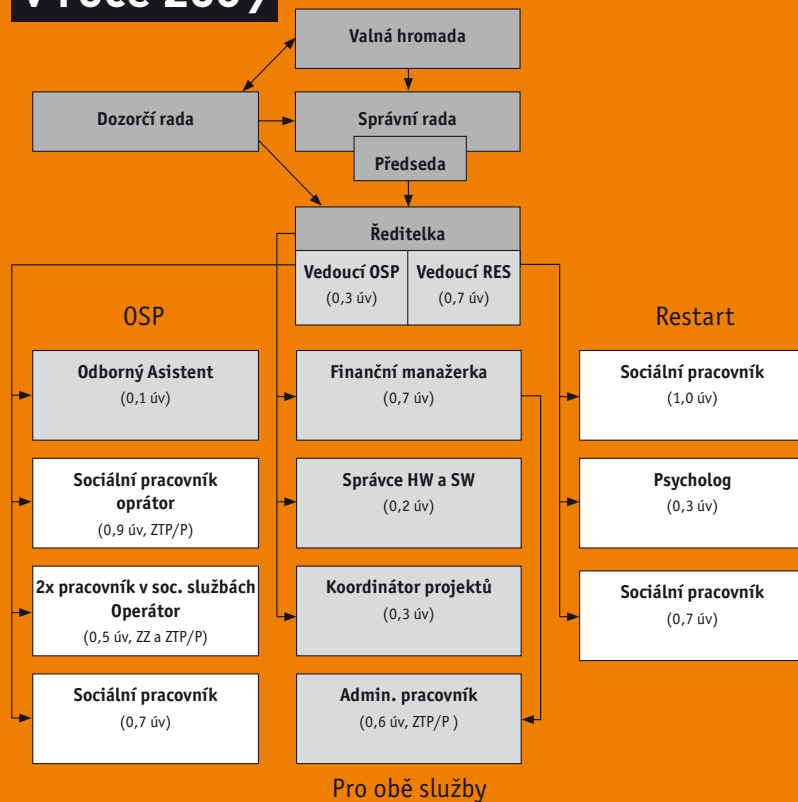 v roce 2007
Valná hromada
Dozorčí rada
Správní rada
Předseda
Ředitelka
Vedoucí OSP
(0,3 úv)
Vedoucí RES
(0,7 úv)
OSP
Odborný Asistent
(0,1 úv)
Sociální pracovník
oprátor
(0,9 úv, ZTP/P)
2x pracovník v soc. službách
Operátor
(0,5 úv, ZZ a ZTP/P)
Sociální pracovník
(0,7 úv)
Finanční manažerka
(0,7 úv)
Správce HW a SW
(0,2 úv)
Koordinátor projektů
(0,3 úv)
Admin. pracovník
(0,6 úv, ZTP/P )
Pro obě služby
Restart
Sociální pracovník
(1,0 úv)
Psycholog
(0,3 úv)
Sociální pracovník
(0,7 úv)